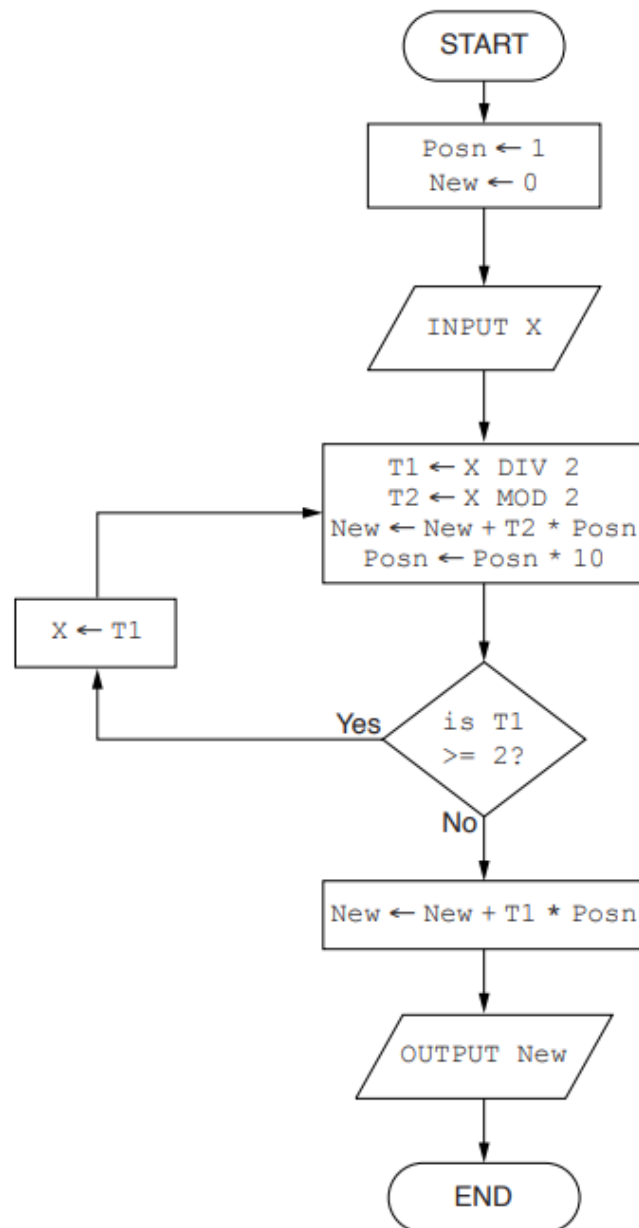 START
Posn ← 1
New ← 0
INPUT X
T1 ← X DIV 2
T2 ← X MOD 2
New ← New + T2 * Posn
Posn ← Posn * 10
X ← T1
Yes
is T1
>= 2?
No
New ← New + T1 * Posn
OUTPUT New
END